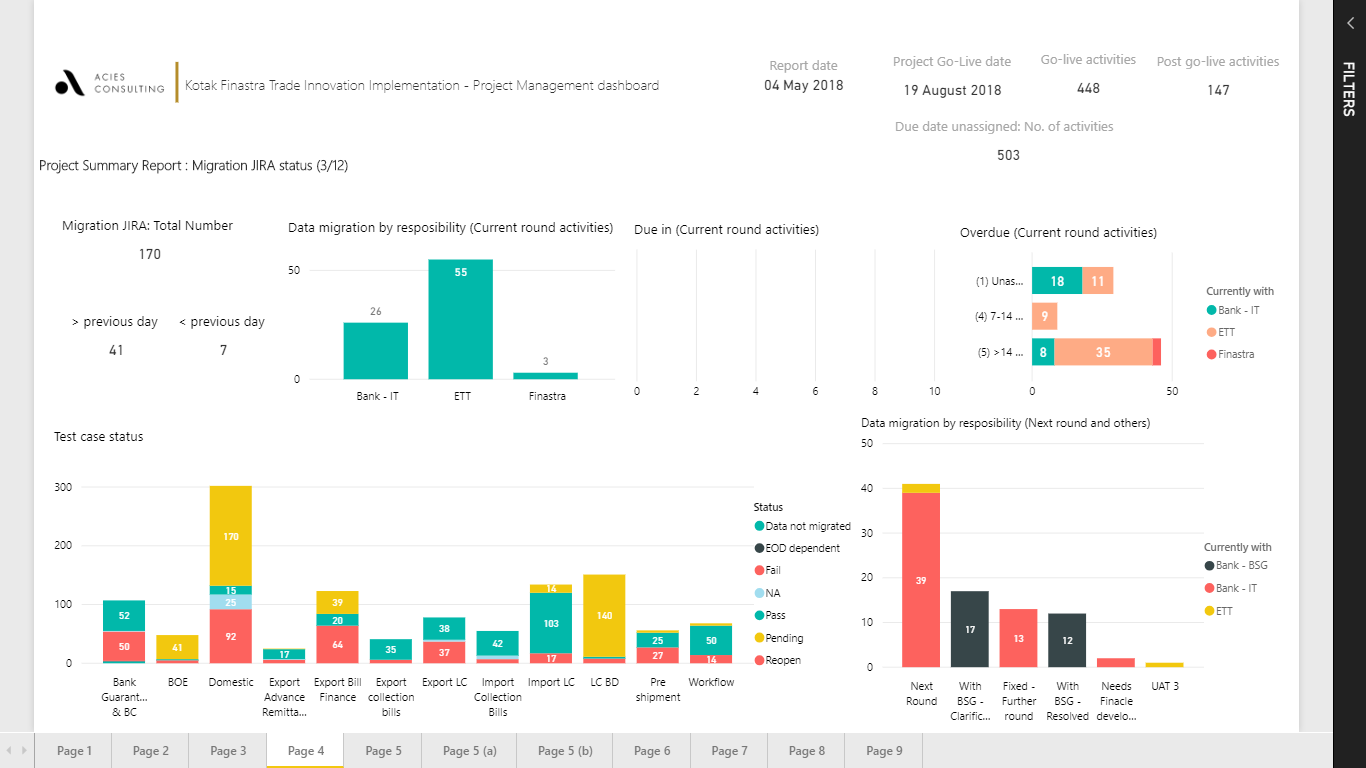 ACIES
CONSULTING
Kotak Finastra Trade Innovation Implementation - Project Management dashboard
Report date
04 May 2018
Project Go-Live date
19 August 2018
Go-live activities
448
Post go-live activities
147
Due date unassigned: No. of activities
503
FILTERS
Project Summary Report : Migration JIRA status (3/12)
Migration JIRA: Total Number
170
> previous day
41
< previous day
7
Data migration by resposibility (Current round activities)
50
0
26
55
3
Bank - IT
ETT
Finastra
Due in (Current round activities)
0 2 4 6 8 10
Overdue (Current round activities)
(1) Unas...
18 11
(4) 7-14 ...
9
(5) >14 ...
8 35
0 50
Currently with
Bank - IT
ETT
Finastra
Test case status
300
200
100
0
52
50
41
170
15
25
92
17
39
20
64
35
38
37
42
14
103
17
140
25
27
50
14
Bank Guarant... & BC
BOE
Domestic
Export Advance Remitta...
Export Bill Finance
Export collection bills
Export LC
Import Collection Bills
Import LC
LC BD
Pre shipment
Workflow
Status
Data not migrated
EOD dependent
Fail
NA
Pass
Pending
Reopen
Data migration by resposibility (Next round and others)
50
40
30
20
10
0
39
17
13
12
Next Round
With BSG - Clarific...
Fixed - Further round
With BSG - Resolved
Needs Finacle develo...
UAT 3
Currently with
Bank - BSG
Bank - IT
ETT
Page 1
Page 2
Page 3
Page 4
Page 5
Page 5 (a)
Page 5 (b)
Page 6
Page 7
Page 8
Page 9